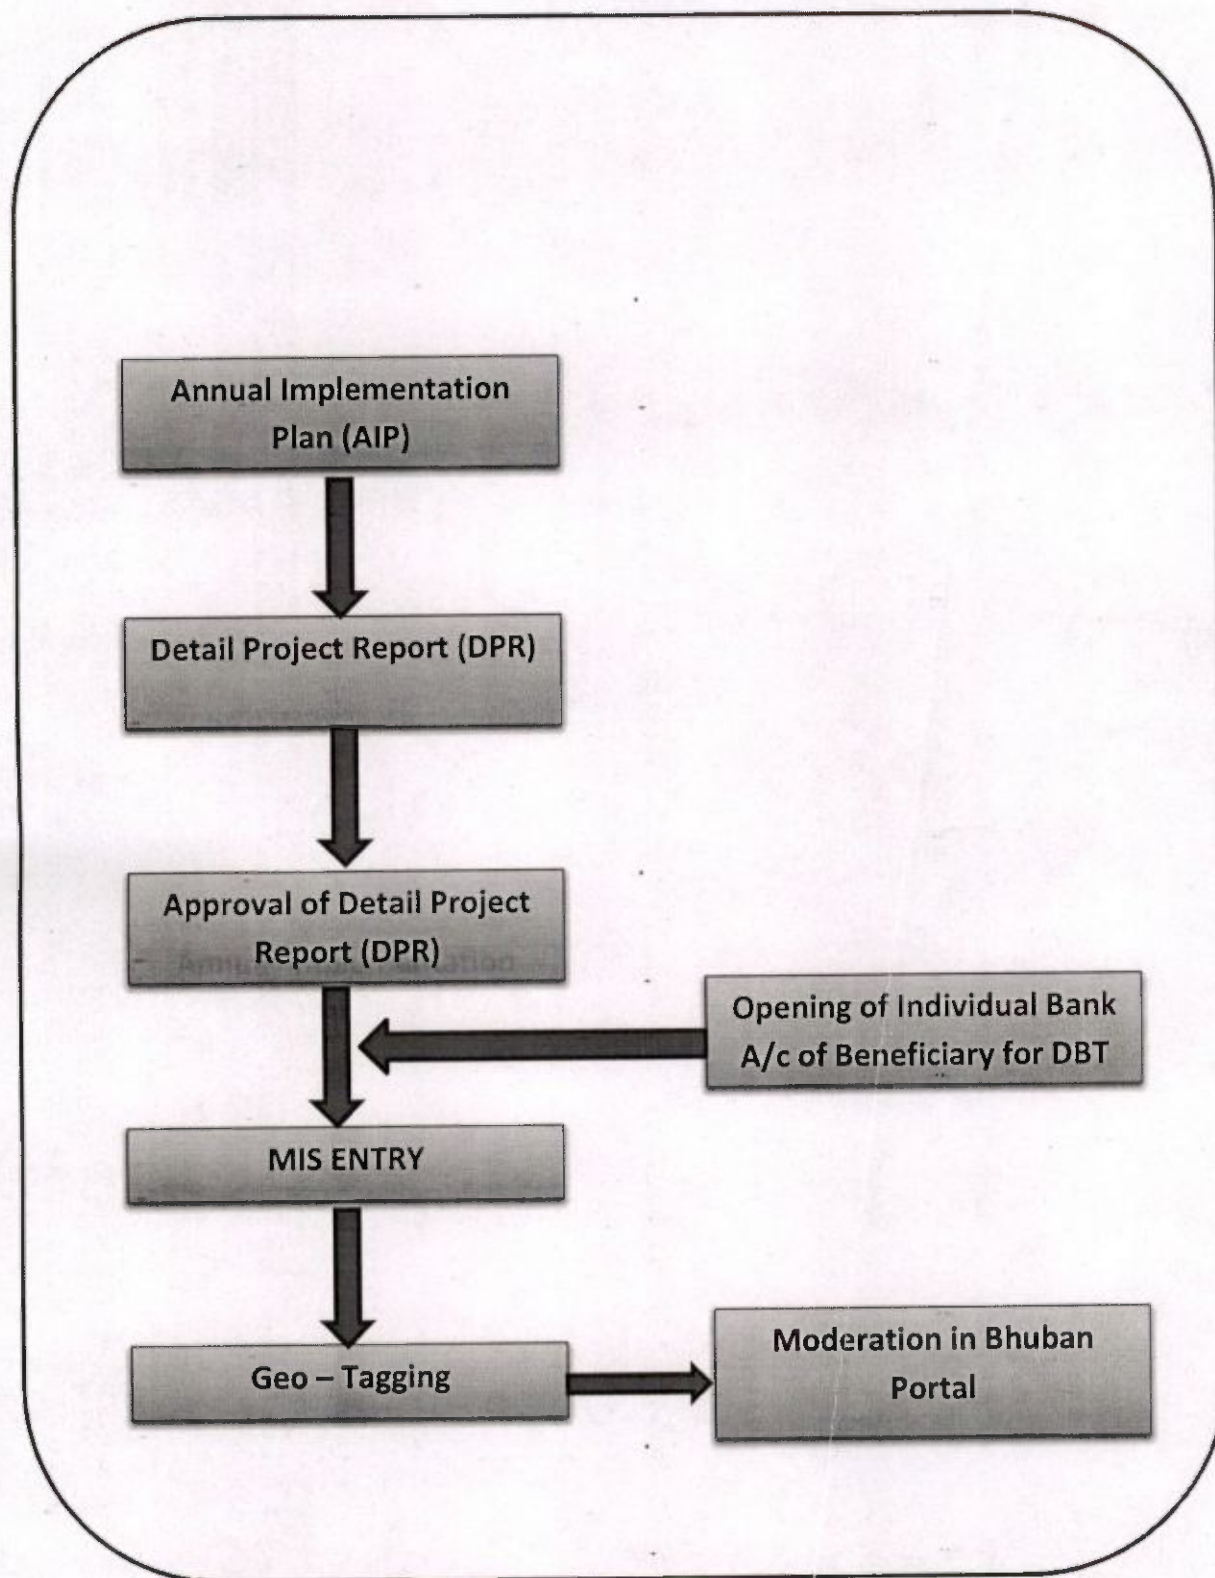 Annual Implementation
Plan (AIP)
Detail Project Report (DPR)
Approval of Detail Project
Report (DPR)
Opening of Individual Bank
A/c of Beneficiary for DBT
MIS ENTRY
Geo – Tagging
Moderation in Bhuban
Portal